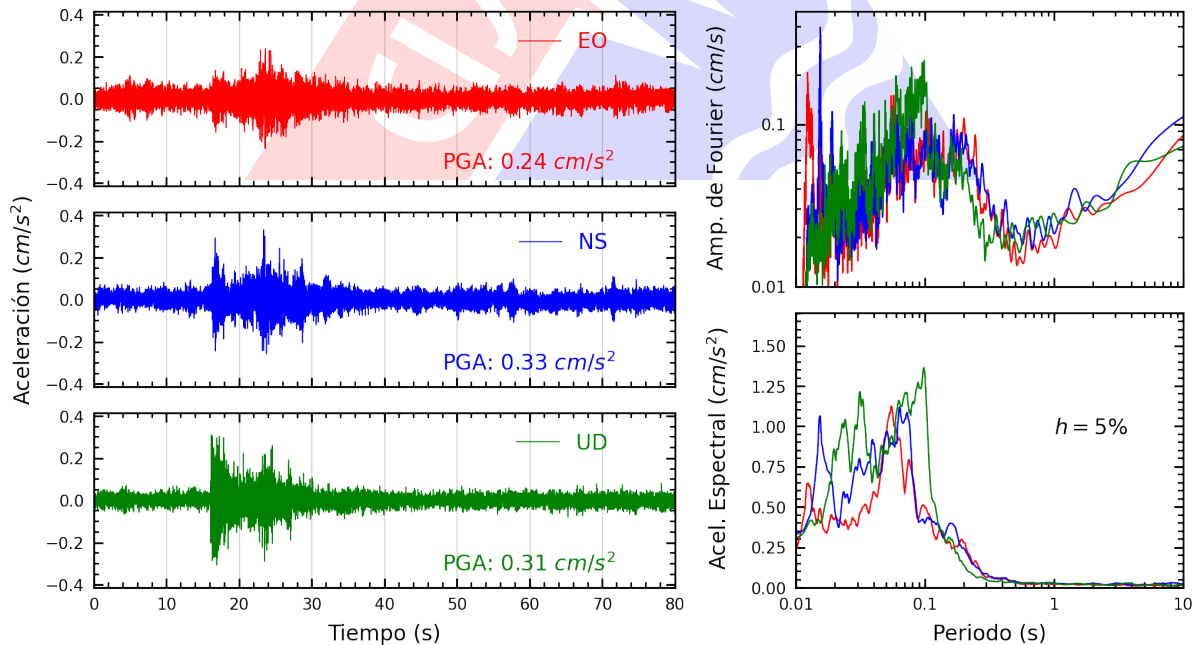 Aceleración (cm/s²)
0.4
0.2
0.0
−0.2
−0.4
EO
PGA: 0.24 cm/s²
0.4
0.2
0.0
−0.2
−0.4
NS
PGA: 0.33 cm/s²
0.4
0.2
0.0
−0.2
−0.4
UD
PGA: 0.31 cm/s²
0 10 20 30 40 50 60 70 80
Tiempo (s)
Amp. de Fourier (cm/s)
0.1
0.01
Acel. Espectral (cm/s²)
1.50
1.25
1.00
0.75
0.50
0.25
0.00
h = 5%
0.01 0.1 1 10
Periodo (s)